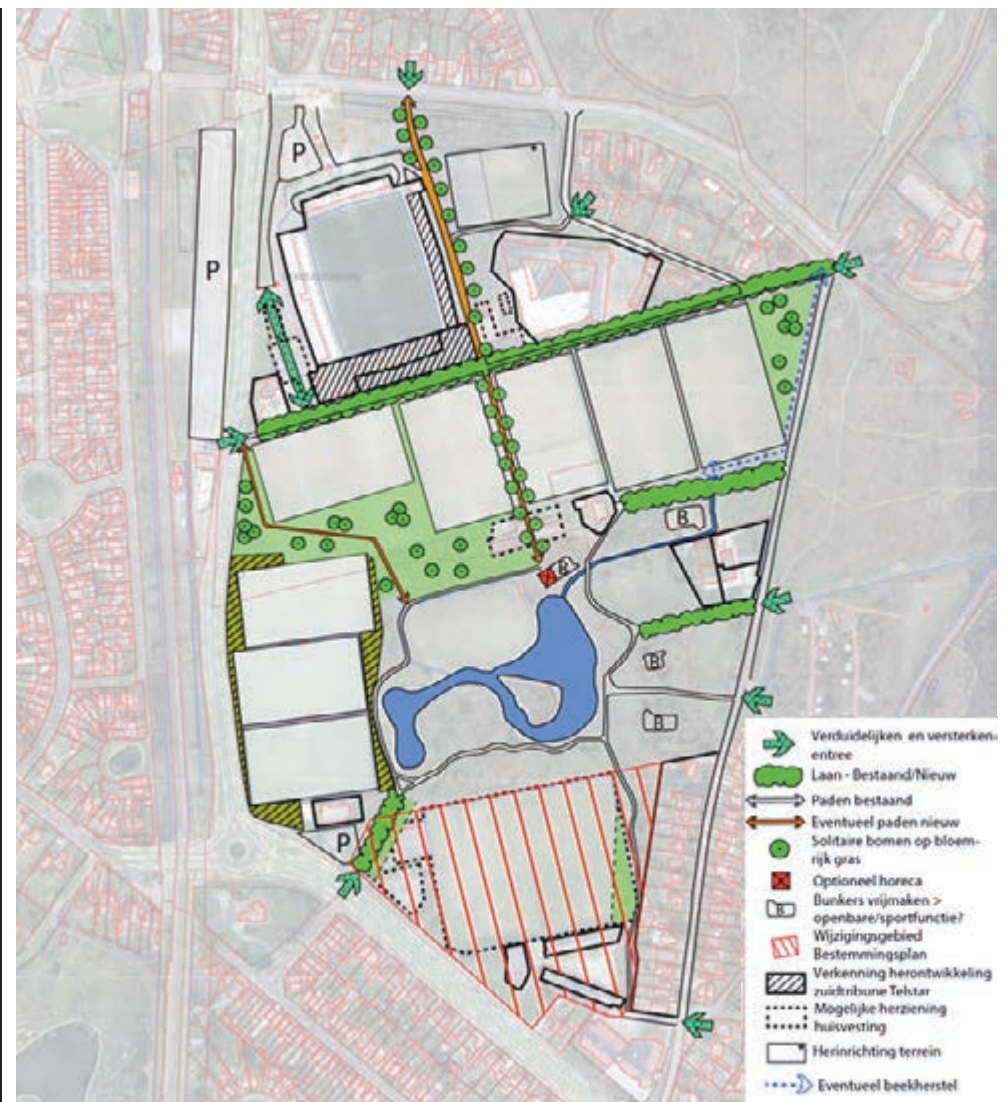 P
P
P
B
B
B
Verduidelijken en versterken
entree
Laan - Bestaand/Nieuw
Paden bestaand
Eventueel paden nieuw
Solitaire bomen op bloem-
rijk gras
Optioneel horeca
B
Bunkers vrijmaken >
openbare/sportfunctie?
Wijzigingsgebied
Bestemmingsplan
Verkenning herontwikkeling
zuidtribune Telstar
Mogelijke herziening
huisvesting
Herinrichting terrein
Eventueel beekherstel